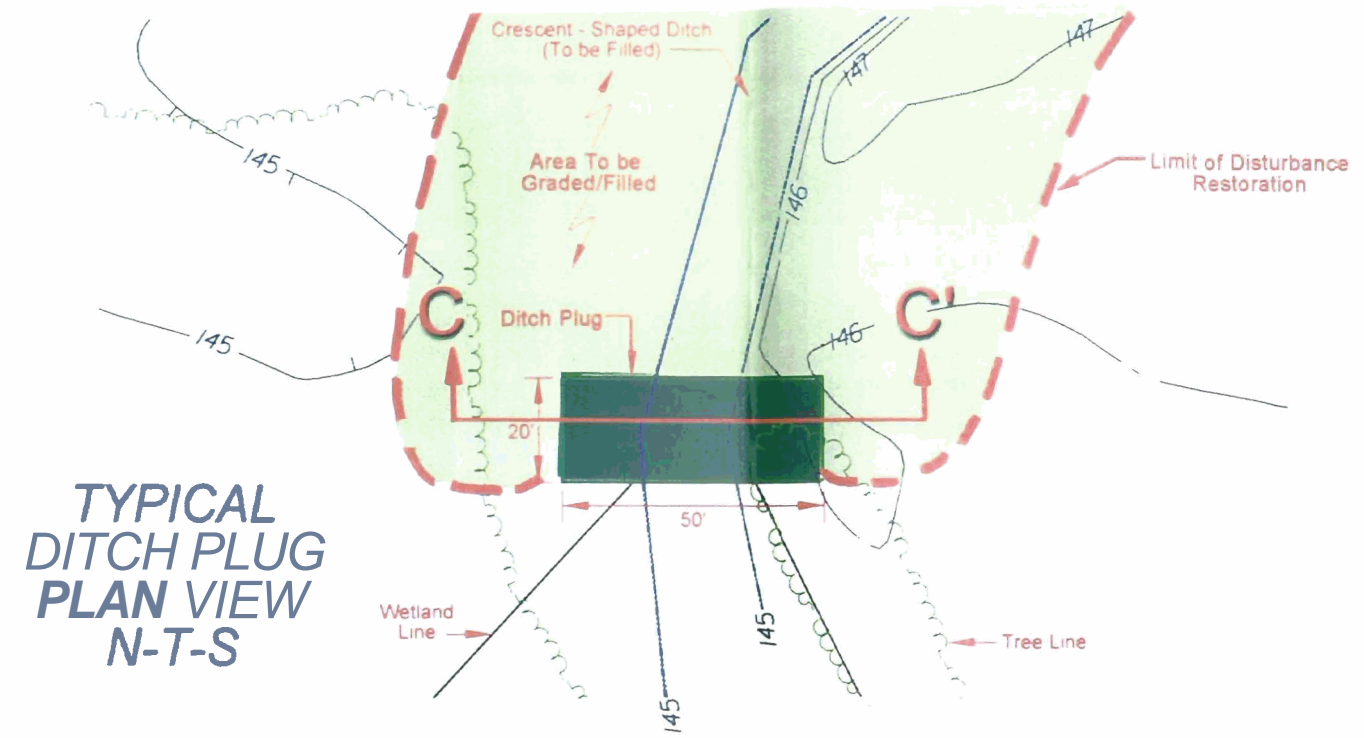 Crescent - Shaped Ditch
(To be Filled)
147
147
145
Area To be
Graded/Filled
Limit of Disturbance
Restoration
146
C
C'
Ditch Plug
145
146
20'
50'
TYPICAL
DITCH PLUG
PLAN VIEW
N-T-S
Wetland
Line
145
Tree Line
145